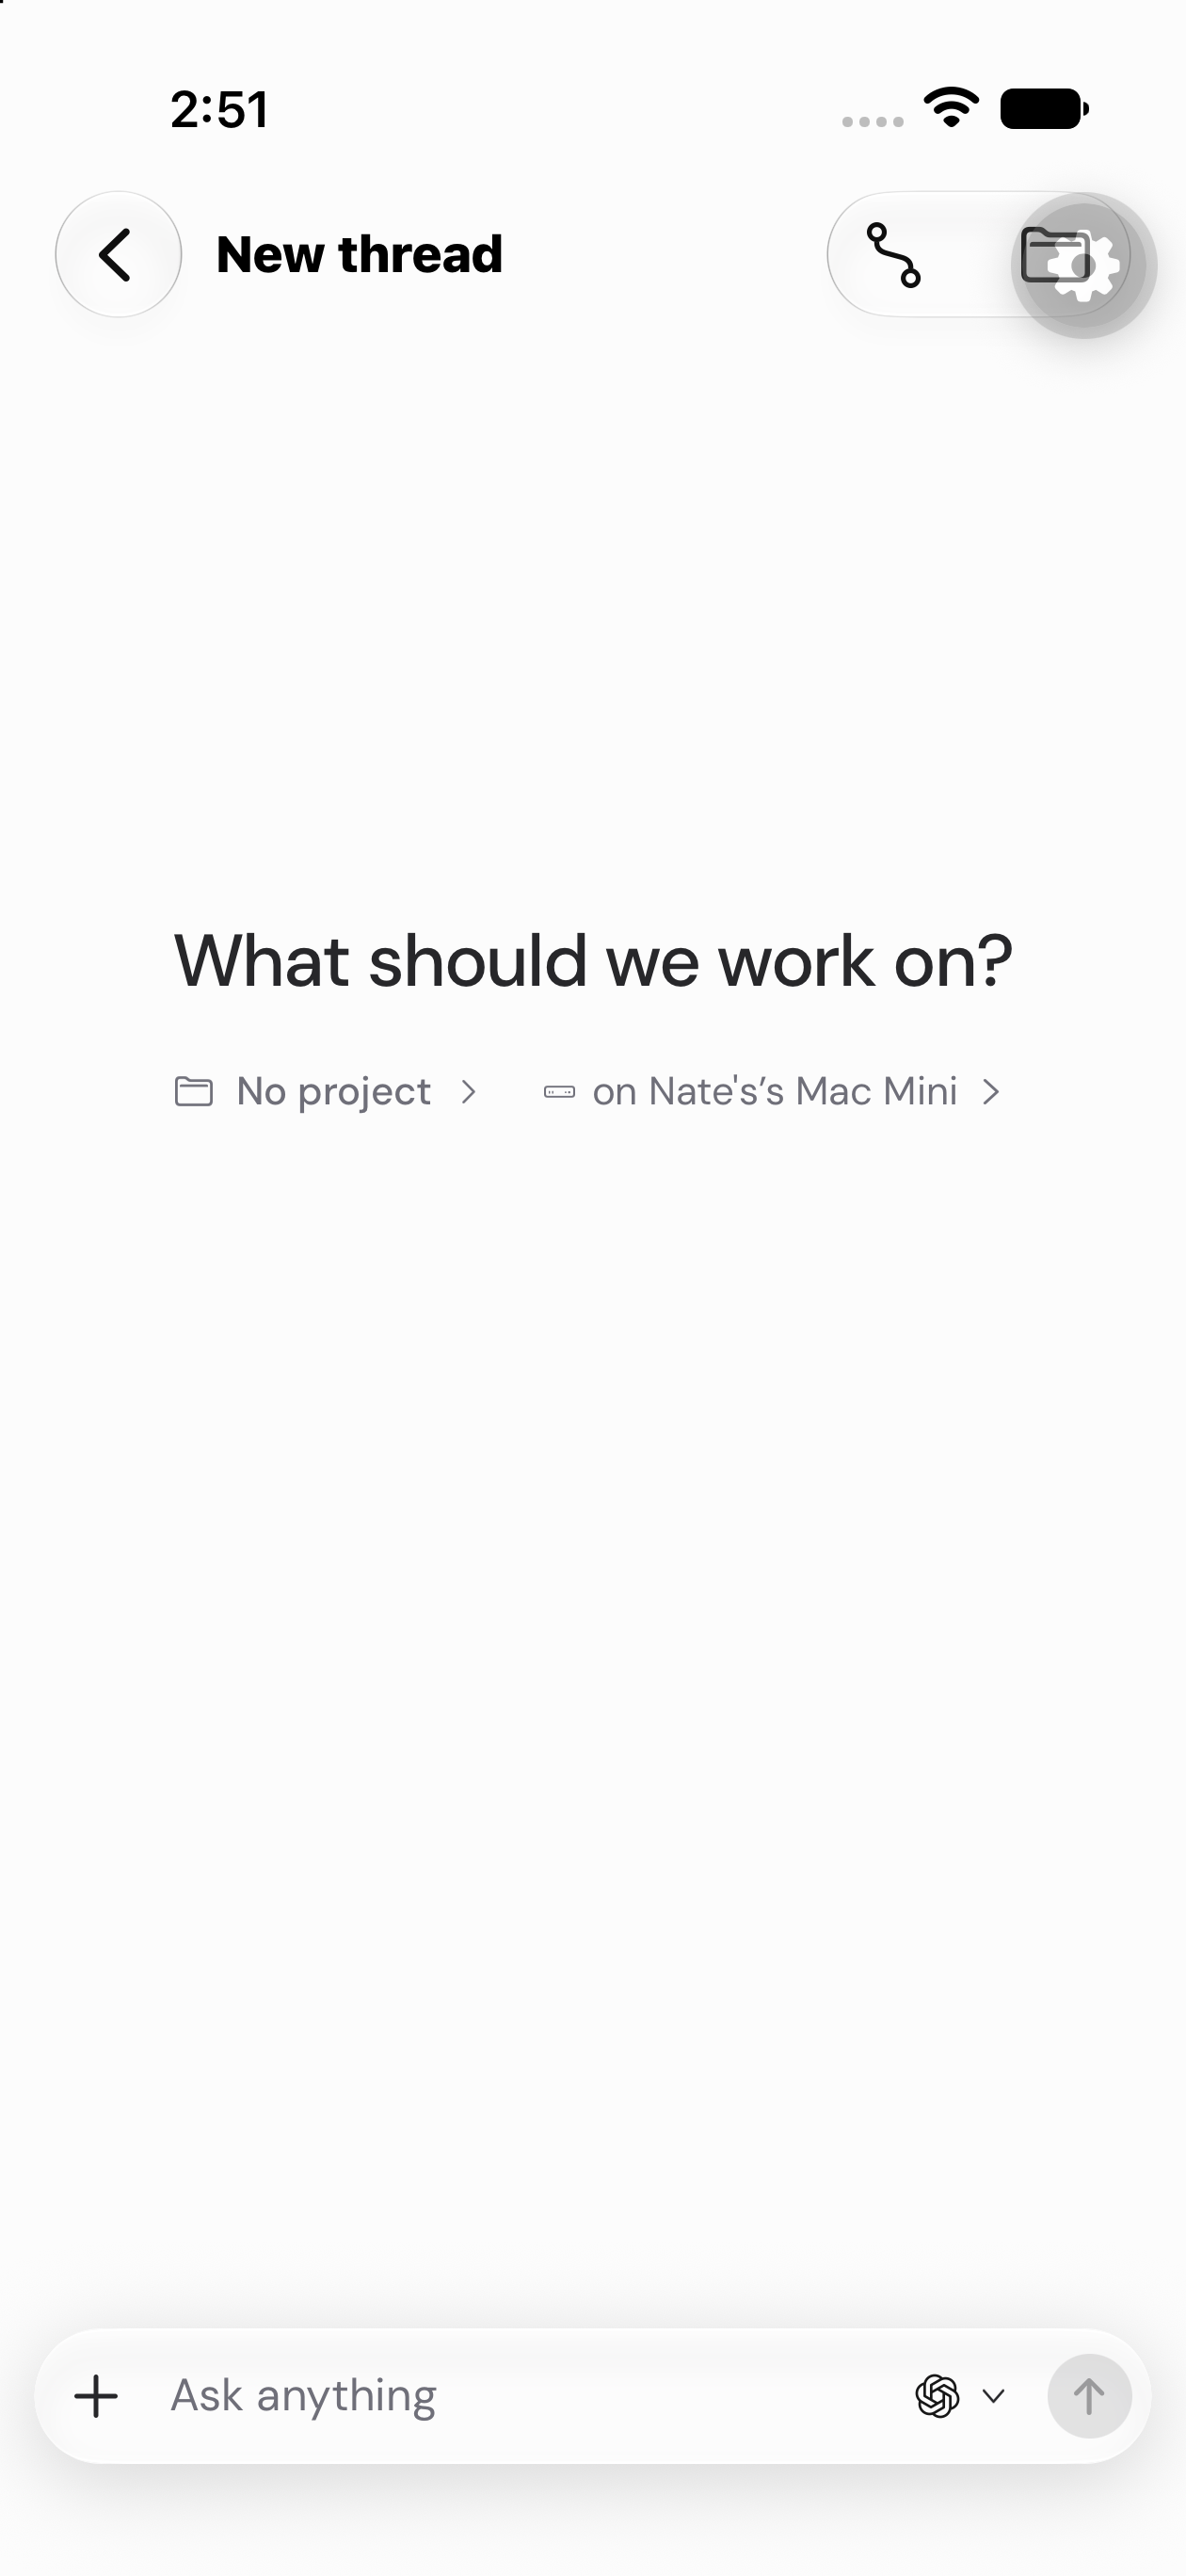 2:51
New thread
What should we work on?
No project on Nate's’s Mac Mini
Ask anything